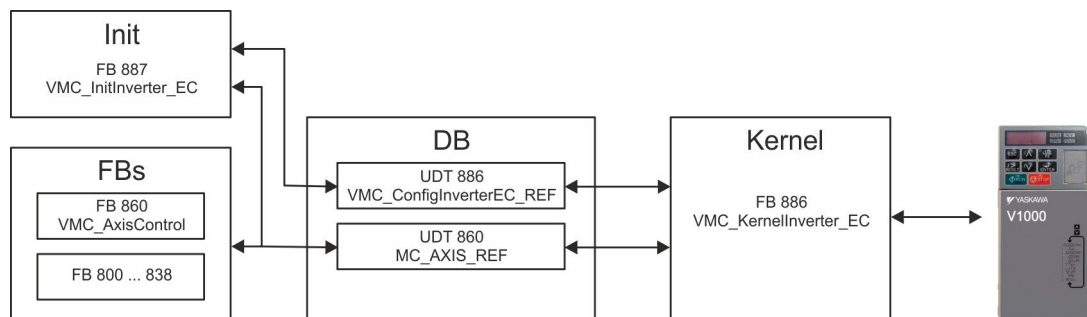 Init
FB 887
VMC_InitInverter_EC
FBs
FB 860
VMC_AxisControl
FB 800 ... 838
DB
UDT 886
VMC_ConfigInverterEC_REF
UDT 860
MC_AXIS_REF
Kernel
FB 886
VMC_KernelInverter_EC
YASKAWA
V1000